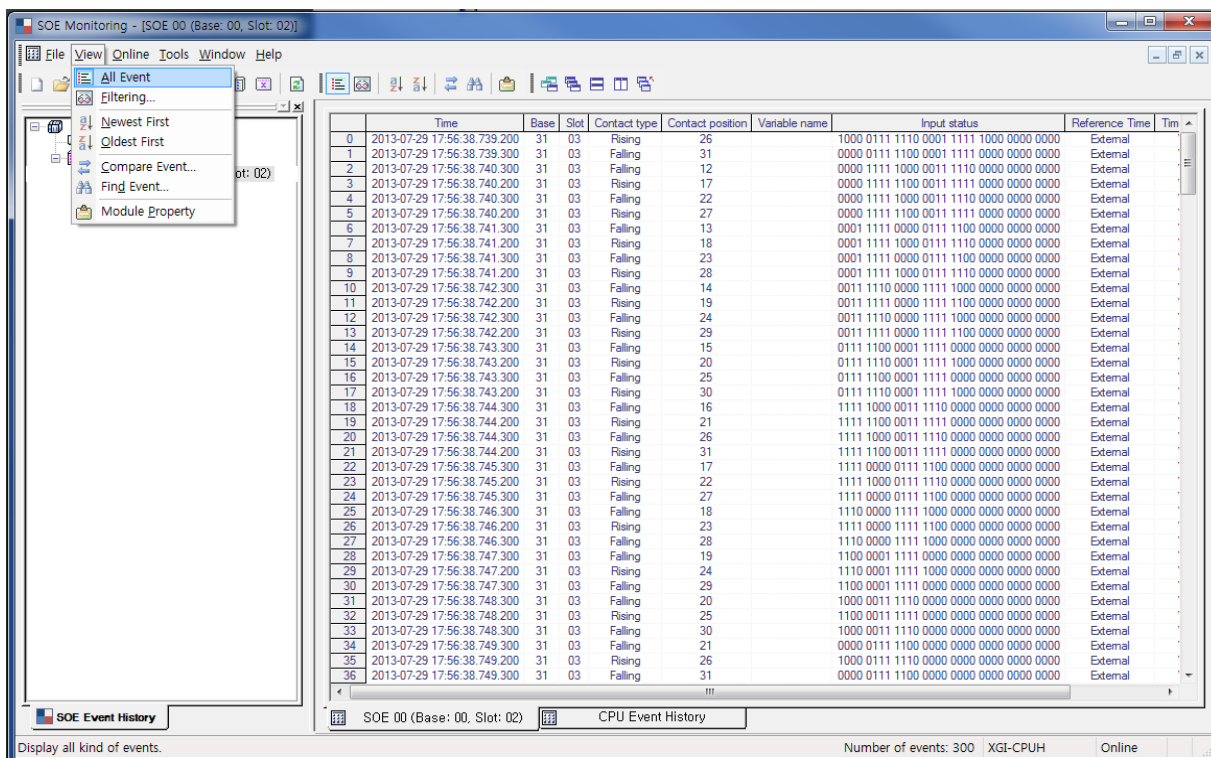 SOE Monitoring - [SOE 00 (Base: 00, Slot: 02)]
File View Online Tools Window Help
All Event
Filtering...
Newest First
Oldest First
Compare Event...
Find Event...
Module Property
ot: 02)
Time Base Slot Contact type Contact position Variable name Input status Reference Time Tim
0 2013-07-29 17:56:38.739.200 31 03 Rising 26 1000 0111 1110 0001 1111 1000 0000 0000 External
1 2013-07-29 17:56:38.739.300 31 03 Falling 31 0000 0111 1100 0001 1111 0000 0000 0000 External
2 2013-07-29 17:56:38.740.300 31 03 Falling 12 0000 1111 1000 0011 1110 0000 0000 0000 External
3 2013-07-29 17:56:38.740.200 31 03 Rising 17 0000 1111 1100 0011 1111 0000 0000 0000 External
4 2013-07-29 17:56:38.740.300 31 03 Falling 22 0000 1111 1000 0011 1110 0000 0000 0000 External
5 2013-07-29 17:56:38.740.200 31 03 Rising 27 0000 1111 1100 0011 1111 0000 0000 0000 External
6 2013-07-29 17:56:38.741.300 31 03 Falling 13 0001 1111 0000 0111 1100 0000 0000 0000 External
7 2013-07-29 17:56:38.741.200 31 03 Rising 18 0001 1111 1000 0111 1110 0000 0000 0000 External
8 2013-07-29 17:56:38.741.300 31 03 Falling 23 0001 1111 0000 0111 1100 0000 0000 0000 External
9 2013-07-29 17:56:38.741.200 31 03 Rising 28 0001 1111 1000 0111 1110 0000 0000 0000 External
10 2013-07-29 17:56:38.742.300 31 03 Falling 14 0011 1110 0000 1111 1000 0000 0000 0000 External
11 2013-07-29 17:56:38.742.200 31 03 Rising 19 0011 1111 0000 1111 1100 0000 0000 0000 External
12 2013-07-29 17:56:38.742.300 31 03 Falling 24 0011 1110 0000 1111 1000 0000 0000 0000 External
13 2013-07-29 17:56:38.742.200 31 03 Rising 29 0011 1111 0000 1111 1100 0000 0000 0000 External
14 2013-07-29 17:56:38.743.300 31 03 Falling 15 0111 1100 0001 1111 0000 0000 0000 0000 External
15 2013-07-29 17:56:38.743.200 31 03 Rising 20 0111 1110 0001 1111 1000 0000 0000 0000 External
16 2013-07-29 17:56:38.743.300 31 03 Falling 25 0111 1100 0001 1111 0000 0000 0000 0000 External
17 2013-07-29 17:56:38.743.200 31 03 Rising 30 0111 1110 0001 1111 1000 0000 0000 0000 External
18 2013-07-29 17:56:38.744.300 31 03 Falling 16 1111 1000 0011 1110 0000 0000 0000 0000 External
19 2013-07-29 17:56:38.744.200 31 03 Rising 21 1111 1100 0011 1111 0000 0000 0000 0000 External
20 2013-07-29 17:56:38.744.300 31 03 Falling 26 1111 1000 0011 1110 0000 0000 0000 0000 External
21 2013-07-29 17:56:38.744.200 31 03 Rising 31 1111 1100 0011 1111 0000 0000 0000 0000 External
22 2013-07-29 17:56:38.745.300 31 03 Falling 17 1111 0000 0111 1100 0000 0000 0000 0000 External
23 2013-07-29 17:56:38.745.200 31 03 Rising 22 1111 1000 0111 1110 0000 0000 0000 0000 External
24 2013-07-29 17:56:38.745.300 31 03 Falling 27 1111 0000 0111 1100 0000 0000 0000 0000 External
25 2013-07-29 17:56:38.746.300 31 03 Falling 18 1110 0000 1111 1000 0000 0000 0000 0000 External
26 2013-07-29 17:56:38.746.200 31 03 Rising 23 1111 0000 1111 1100 0000 0000 0000 0000 External
27 2013-07-29 17:56:38.746.300 31 03 Falling 28 1110 0000 1111 1000 0000 0000 0000 0000 External
28 2013-07-29 17:56:38.747.300 31 03 Falling 19 1100 0001 1111 0000 0000 0000 0000 0000 External
29 2013-07-29 17:56:38.747.200 31 03 Rising 24 1110 0001 1111 1000 0000 0000 0000 0000 External
30 2013-07-29 17:56:38.747.300 31 03 Falling 29 1100 0001 1111 0000 0000 0000 0000 0000 External
31 2013-07-29 17:56:38.748.300 31 03 Falling 20 1000 0011 1110 0000 0000 0000 0000 0000 External
32 2013-07-29 17:56:38.748.200 31 03 Rising 25 1100 0011 1111 0000 0000 0000 0000 0000 External
33 2013-07-29 17:56:38.748.300 31 03 Falling 30 1000 0011 1110 0000 0000 0000 0000 0000 External
34 2013-07-29 17:56:38.749.300 31 03 Falling 21 0000 0111 1100 0000 0000 0000 0000 0000 External
35 2013-07-29 17:56:38.749.200 31 03 Rising 26 1000 0111 1110 0000 0000 0000 0000 0000 External
36 2013-07-29 17:56:38.749.300 31 03 Falling 31 0000 0111 1100 0000 0000 0000 0000 0000 External
SOE Event History SOE 00 (Base: 00, Slot: 02) CPU Event History
Display all kind of events. Number of events: 300 XGI-CPUH Online